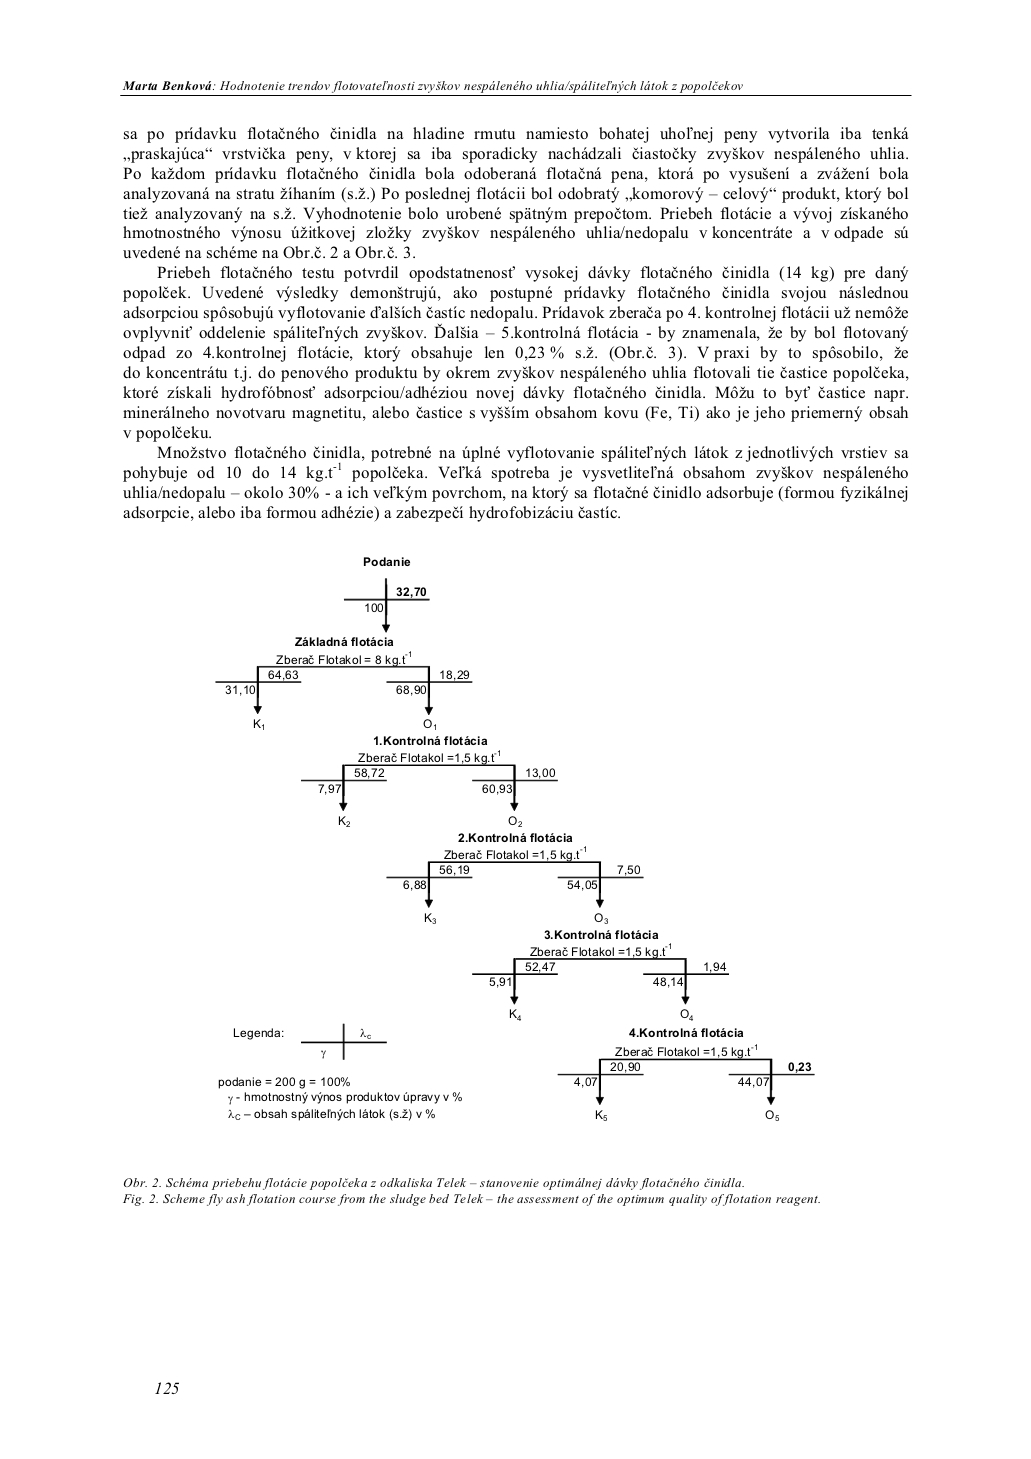 Marta Benková: Hodnotenie trendov flotovateľnosti zvyškov nespáleného uhlia/spáliteľných látok z popolčekov
sa po prídavku flotačného činidla na hladine rmutu namiesto bohatej uhoľnej peny vytvorila iba tenká
„praskajúca“ vrstvička peny, v ktorej sa iba sporadicky nachádzali čiastočky zvyškov nespáleného uhlia.
Po každom prídavku flotačného činidla bola odoberaná flotačná pena, ktorá po vysušení a zvážení bola
analyzovaná na stratu žíhaním (s.ž.) Po poslednej flotácii bol odobratý „komorový – celový“ produkt, ktorý bol
tiež analyzovaný na s.ž. Vyhodnotenie bolo urobené spätným prepočtom. Priebeh flotácie a vývoj získaného
hmotnostného výnosu úžitkovej zložky zvyškov nespáleného uhlia/nedopalu v koncentráte a v odpade sú
uvedené na schéme na Obr.č. 2 a Obr.č. 3.
Priebeh flotačného testu potvrdil opodstatnenosť vysokej dávky flotačného činidla (14 kg) pre daný
popolček. Uvedené výsledky demonštrujú, ako postupné prídavky flotačného činidla svojou následnou
adsorpciou spôsobujú vyflotovanie ďalších častíc nedopalu. Prídavok zberača po 4. kontrolnej flotácii už nemôže
ovplyvniť oddelenie spáliteľných zvyškov. Ďalšia – 5.kontrolná flotácia - by znamenala, že by bol flotovaný
odpad zo 4.kontrolnej flotácie, ktorý obsahuje len 0,23 % s.ž. (Obr.č. 3). V praxi by to spôsobilo, že
do koncentrátu t.j. do penového produktu by okrem zvyškov nespáleného uhlia flotovali tie častice popolčeka,
ktoré získali hydrofóbnosť adsorpciou/adhéziou novej dávky flotačného činidla. Môžu to byť častice napr.
minerálneho novotvaru magnetitu, alebo častice s vyšším obsahom kovu (Fe, Ti) ako je jeho priemerný obsah
v popolčeku.
Množstvo flotačného činidla, potrebné na úplné vyflotovanie spáliteľných látok z jednotlivých vrstiev sa
pohybuje od 10 do 14 kg.t-1 popolčeka. Veľká spotreba je vysvetliteľná obsahom zvyškov nespáleného
uhlia/nedopalu – okolo 30% - a ich veľkým povrchom, na ktorý sa flotačné činidlo adsorbuje (formou fyzikálnej
adsorpcie, alebo iba formou adhézie) a zabezpečí hydrofobizáciu častíc.
Podanie
32,70
100
Základná flotácia
Zberač Flotakol = 8 kg.t-1
64,63 18,29
31,10 68,90
K1 O1
1.Kontrolná flotácia
Zberač Flotakol =1,5 kg.t-1
58,72 13,00
7,97 60,93
K2 O2
2.Kontrolná flotácia
Zberač Flotakol =1,5 kg.t-1
56,19 7,50
6,88 54,05
K3 O3
3.Kontrolná flotácia
Zberač Flotakol =1,5 kg.t-1
52,47 1,94
5,91 48,14
K4 O4
Legenda: λc
γ
4.Kontrolná flotácia
Zberač Flotakol =1,5 kg.t-1
20,90 0,23
4,07 44,07
K5 O5
podanie = 200 g = 100%
γ - hmotnostný výnos produktov úpravy v %
λC – obsah spáliteľných látok (s.ž) v %
Obr. 2. Schéma priebehu flotácie popolčeka z odkaliska Telek – stanovenie optimálnej dávky flotačného činidla.
Fig. 2. Scheme fly ash flotation course from the sludge bed Telek – the assessment of the optimum quality of flotation reagent.
125